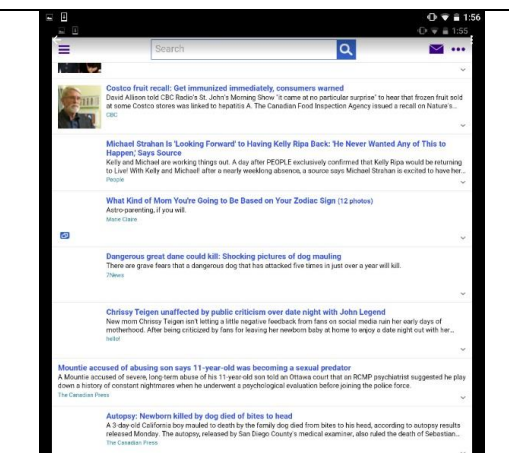 1:56
1:55
Search
Costco fruit recall: Get immunized immediately, consumers warned
David Allison told CBC Radio's St. John's Morning Show "it came at no particular surprise" to hear that frozen fruit sold
at some Costco stores was linked to hepatitis A. The Canadian Food Inspection Agency issued a recall on Nature's...
CBC
Michael Strahan Is 'Looking Forward' to Having Kelly Ripa Back: 'He Never Wanted Any of This to
Happen,' Says Source
Kelly and Michael are working things out. A day after PEOPLE exclusively confirmed that Kelly Ripa would be returning
to Live! With Kelly and Michael! after a nearly weeklong absence, a source says Michael Strahan is excited to have her...
People
What Kind of Mom You're Going to Be Based on Your Zodiac Sign (12 photos)
Astro-parenting, if you will.
Marie Claire
Dangerous great dane could kill: Shocking pictures of dog mauling
There are grave fears that a dangerous dog that has attacked five times in just over a year will kill.
7News
Chrissy Teigen unaffected by public criticism over date night with John Legend
New mom Chrissy Teigen isn't letting a little negative feedback from fans on social media ruin her early days of
motherhood. After being criticized by fans for leaving her newborn baby at home to enjoy a date night out with her...
hello!
Mountie accused of abusing son says 11-year-old was becoming a sexual predator
A Mountie accused of severe, long-term abuse of his 11-year-old son told an Ottawa court that an RCMP psychiatrist suggested he play
down a history of constant nightmares when he underwent a psychological evaluation before joining the police force.
The Canadian Press
Autopsy: Newborn killed by dog died of bites to head
A 3-day-old California boy mauled to death by the family dog died from bites to his head, according to autopsy results
released Monday. The autopsy, released by San Diego County's medical examiner, also ruled the death of Sebastian...
The Canadian Press